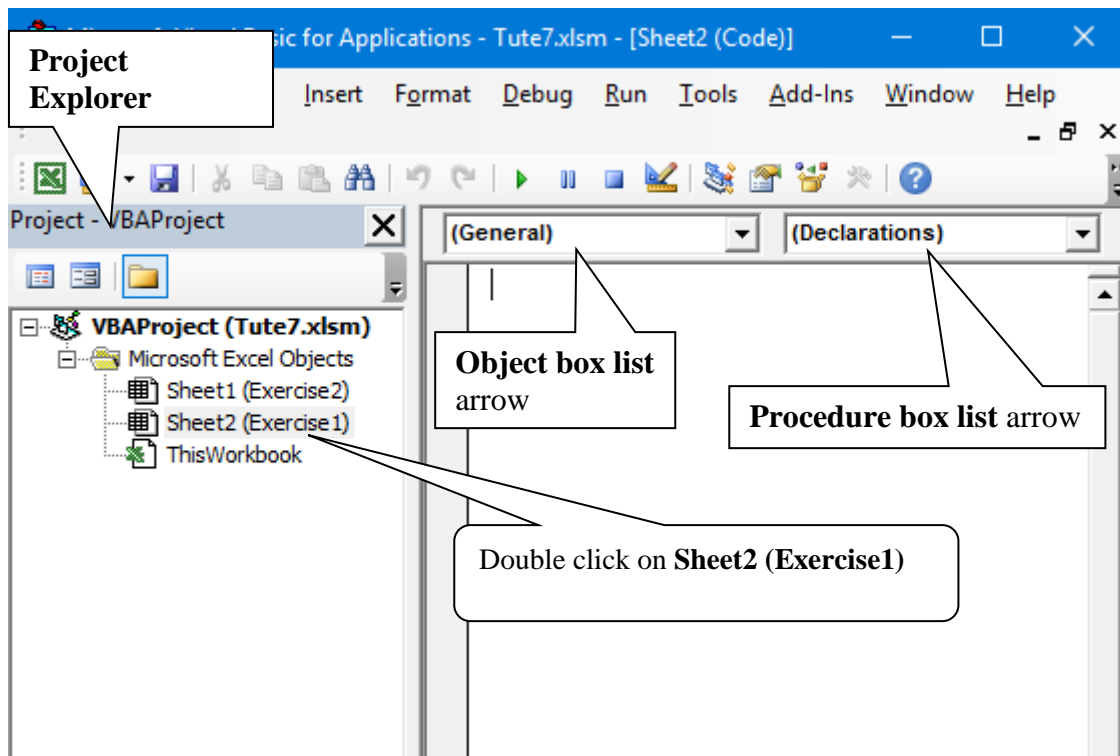 sic for Applications - Tute7.xlsm - [Sheet2 (Code)]
Project
Explorer
Insert Format Debug Run Tools Add-Ins Window Help
Project - VBAProject
(General) (Declarations)
VBAProject (Tute7.xlsm)
Microsoft Excel Objects
Sheet1 (Exercise2)
Sheet2 (Exercise1)
ThisWorkbook
Object box list
arrow
Procedure box list arrow
Double click on Sheet2 (Exercise1)